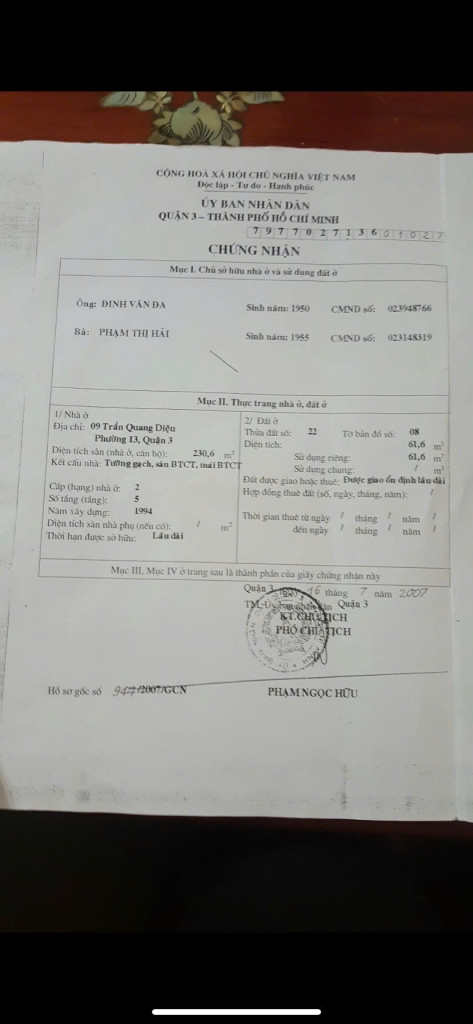 CỘNG HOÀ XÃ HỘI CHỦ NGHĨA VIỆT NAM
Độc lập - Tự do - Hạnh phúc
ỦY BAN NHÂN DÂN
QUẬN 3 – THÀNH PHỐ HỒ CHÍ MINH
797702713601027
CHỨNG NHẬN
Mục I. Chủ sở hữu nhà ở và sử dụng đất ở
Ông: ĐINH VĂN ĐA Sinh năm: 1950 CMND số: 023948766
Bà: PHẠM THỊ HẢI Sinh năm: 1955 CMND số: 023148319
Mục II. Thực trạng nhà ở, đất ở
1/ Nhà ở
Địa chỉ: 09 Trần Quang Diệu
Phường 13, Quận 3
Diện tích sàn (nhà ở, căn hộ): 230,6 m²
Kết cấu nhà: Tường gạch, sàn BTCT, mái BTCT
Cấp (hạng) nhà ở: 2
Số tầng (tầng): 5
Năm xây dựng: 1994
Diện tích sàn nhà phụ (nếu có): / m²
Thời hạn được sở hữu: Lâu dài
2/ Đất ở
Thửa đất số: 22 Tờ bản đồ số: 08
Diện tích: 61,6 m²
Sử dụng riêng: 61,6 m²
Sử dụng chung: / m²
Đất được giao hoặc thuê: Được giao ổn định lâu dài
Hợp đồng thuê đất (số, ngày, tháng, năm): /
Thời gian thuê từ ngày / tháng / năm /
đến ngày / tháng / năm /
Mục III, Mục IV ở trang sau là thành phần của giấy chứng nhận này
Quận 3, 16 tháng 7 năm 2007
TM. Ủy ban nhân dân Quận 3
KT.CHỦ TỊCH
PHÓ CHỦ TỊCH
Hồ sơ gốc số 947/2007/GCN PHẠM NGỌC HỮU